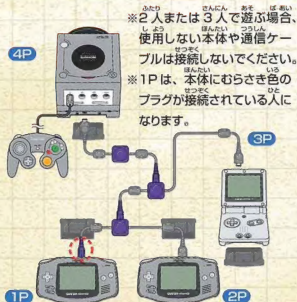 ※2人または3人で遊ぶ場合、
使用しない本体や通信ケー
ブルは接続しないでください。
※1Pは、本体にむらさき色の
プラグが接続されている人に
なります。
4P
3P
1P
2P